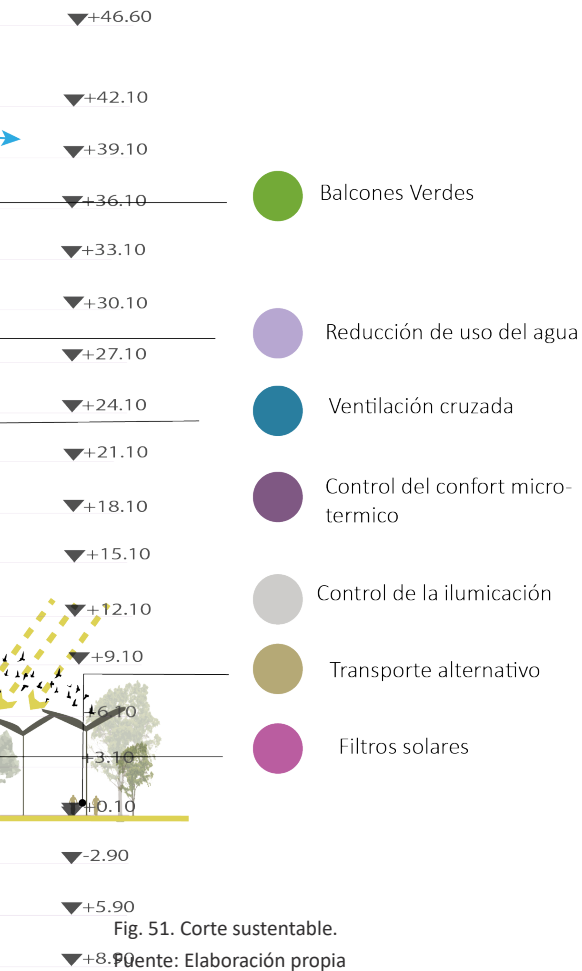 +46.60
+42.10
+39.10
+36.10
Balcones Verdes
+33.10
+30.10
Reducción de uso del agua
+27.10
+24.10
Ventilación cruzada
+21.10
Control del confort micro-
termico
+18.10
+15.10
Control de la ilumicación
+12.10
+9.10
Transporte alternativo
+6.10
Filtros solares
+3.10
+0.10
-2.90
+5.90
Fig. 51. Corte sustentable.
+8.90
Fuente: Elaboración propia